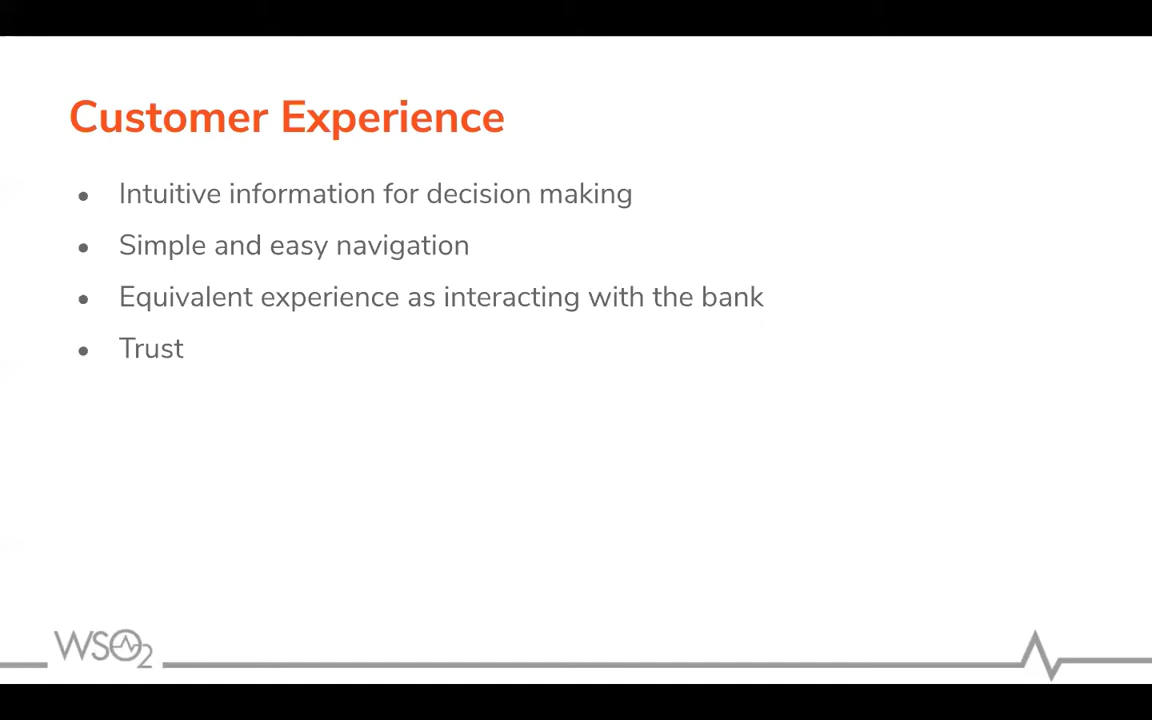 Customer Experience
• Intuitive information for decision making
• Simple and easy navigation
• Equivalent experience as interacting with the bank
• Trust
WSO2